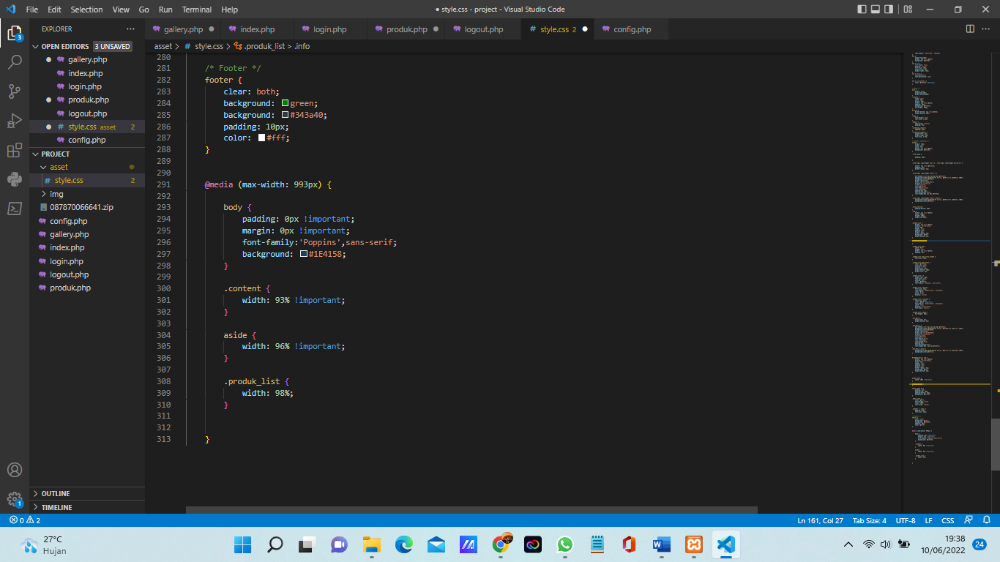 File Edit Selection View Go Run Terminal Help
● style.css - project - Visual Studio Code
EXPLORER
gallery.php index.php login.php produk.php logout.php style.css 2 config.php
OPEN EDITORS 3 UNSAVED
asset > # style.css > .produk_list > .info
gallery.php
index.php
login.php
produk.php
logout.php
# style.css asset 2
config.php
PROJECT
asset
# style.css 2
img
087870066641.zip
config.php
gallery.php
index.php
login.php
logout.php
produk.php
OUTLINE
TIMELINE
3
1
280
281 /* Footer */
282 footer {
283 clear: both;
284 background: green;
285 background: #343a40;
286 padding: 10px;
287 color: #fff;
288 }
289
290
291 @media (max-width: 993px) {
292
293 body {
294 padding: 0px !important;
295 margin: 0px !important;
296 font-family:'Poppins',sans-serif;
297 background: #1E4158;
298 }
299
300 .content {
301 width: 93% !important;
302 }
303
304 aside {
305 width: 96% !important;
306 }
307
308 .produk_list {
309 width: 98%;
310 }
311
312
313 }
0 2
Ln 161, Col 27 Tab Size: 4 UTF-8 LF CSS
27°C
Hujan
19:38
10/06/2022
24